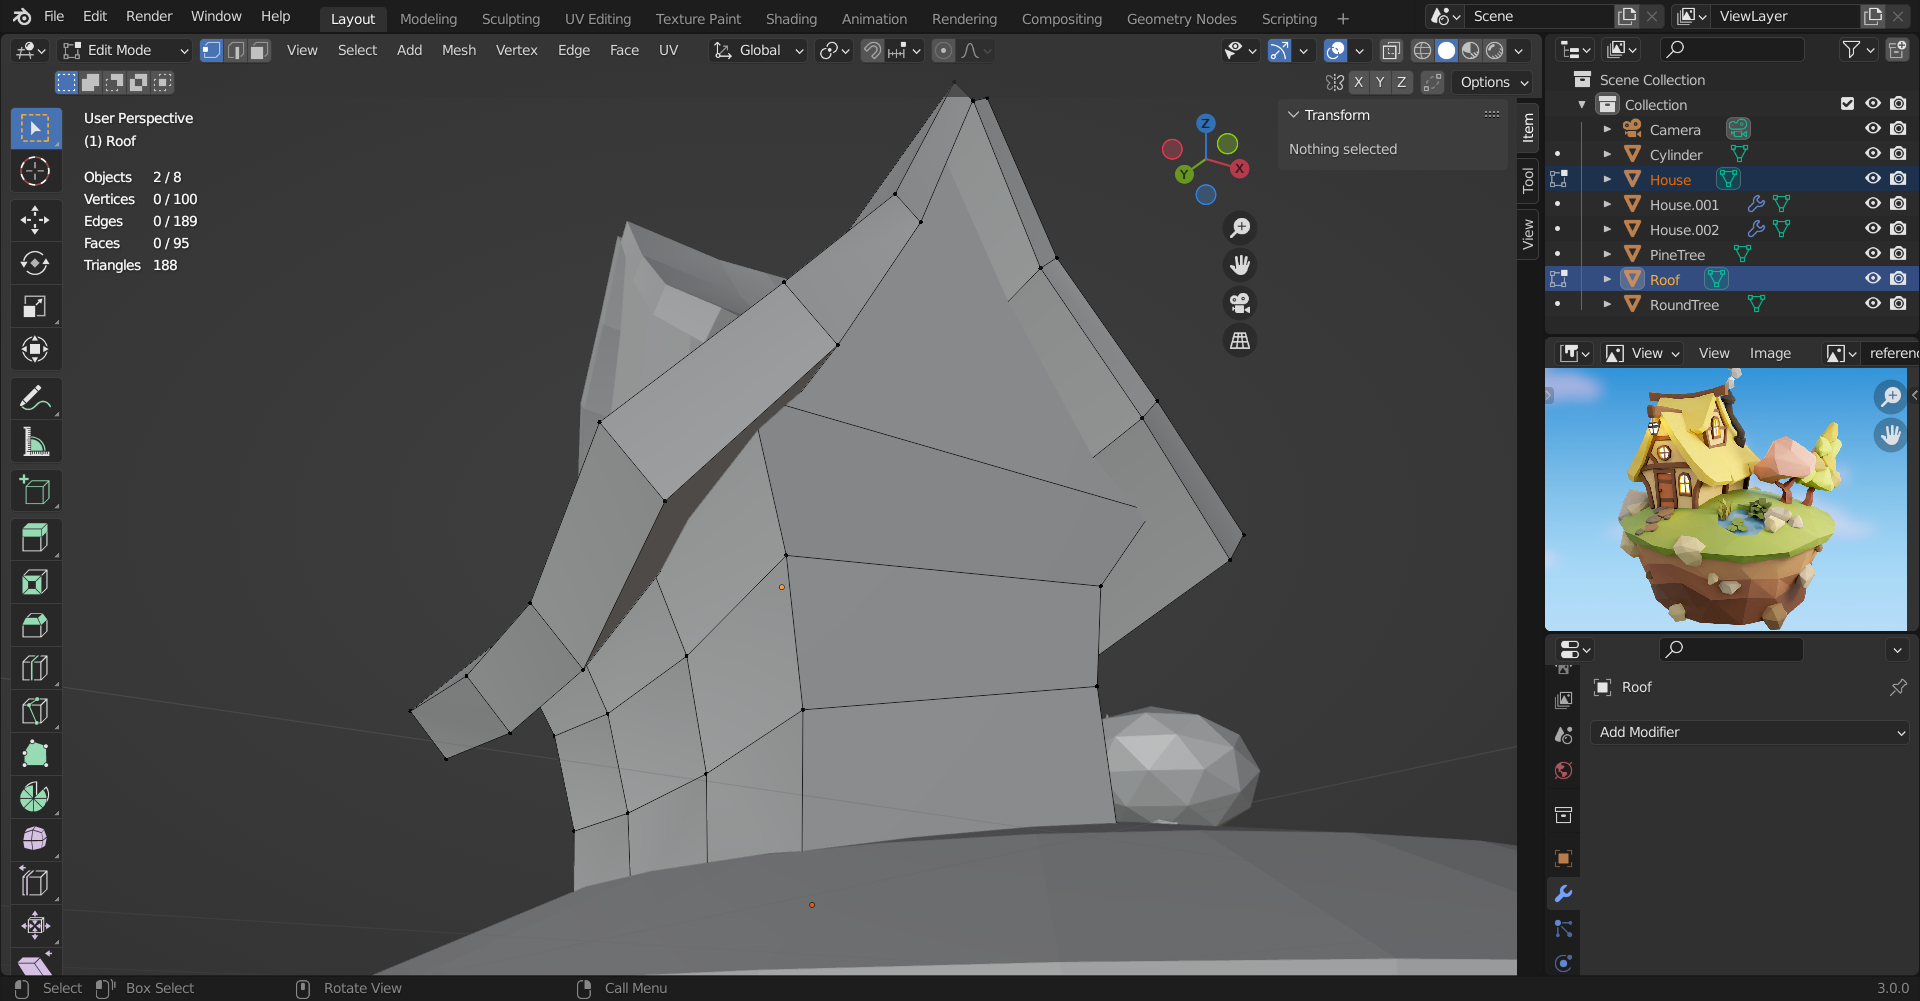 File Edit Render Window Help Layout Modeling Sculpting UV Editing Texture Paint Shading Animation Rendering Compositing Geometry Nodes Scripting + Scene ViewLayer
Edit Mode View Select Add Mesh Vertex Edge Face UV Global
X Y Z Options
User Perspective
(1) Roof
Objects 2 / 8
Vertices 0 / 100
Edges 0 / 189
Faces 0 / 95
Triangles 188
Z
X
Y
Transform
Nothing selected
Item
Tool
View
Scene Collection
Collection
Camera
Cylinder
House
House.001
House.002
PineTree
Roof
RoundTree
View View Image referenc
Roof
Add Modifier
Select Box Select Rotate View Call Menu 3.0.0